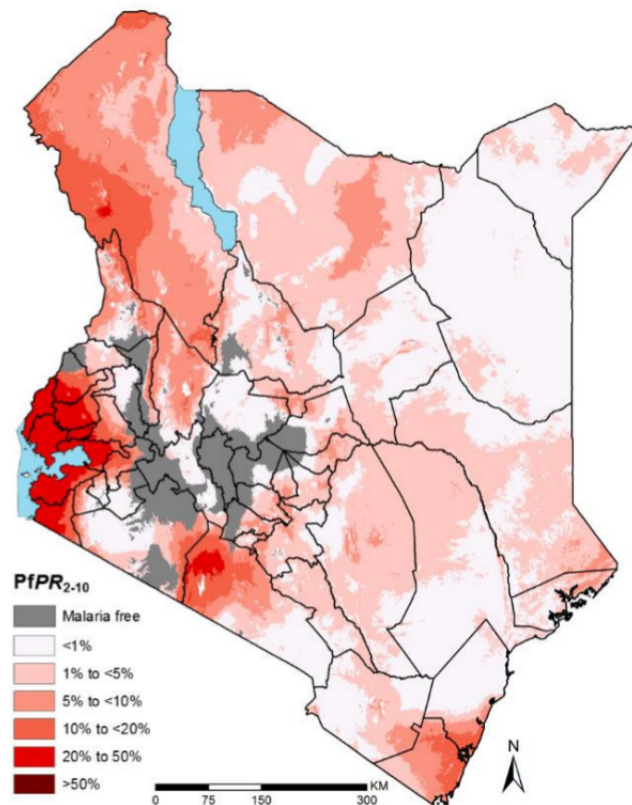 PfPR2-10
Malaria free
<1%
1% to <5%
5% to <10%
10% to <20%
20% to 50%
>50%
N
KM
0 75 150 300